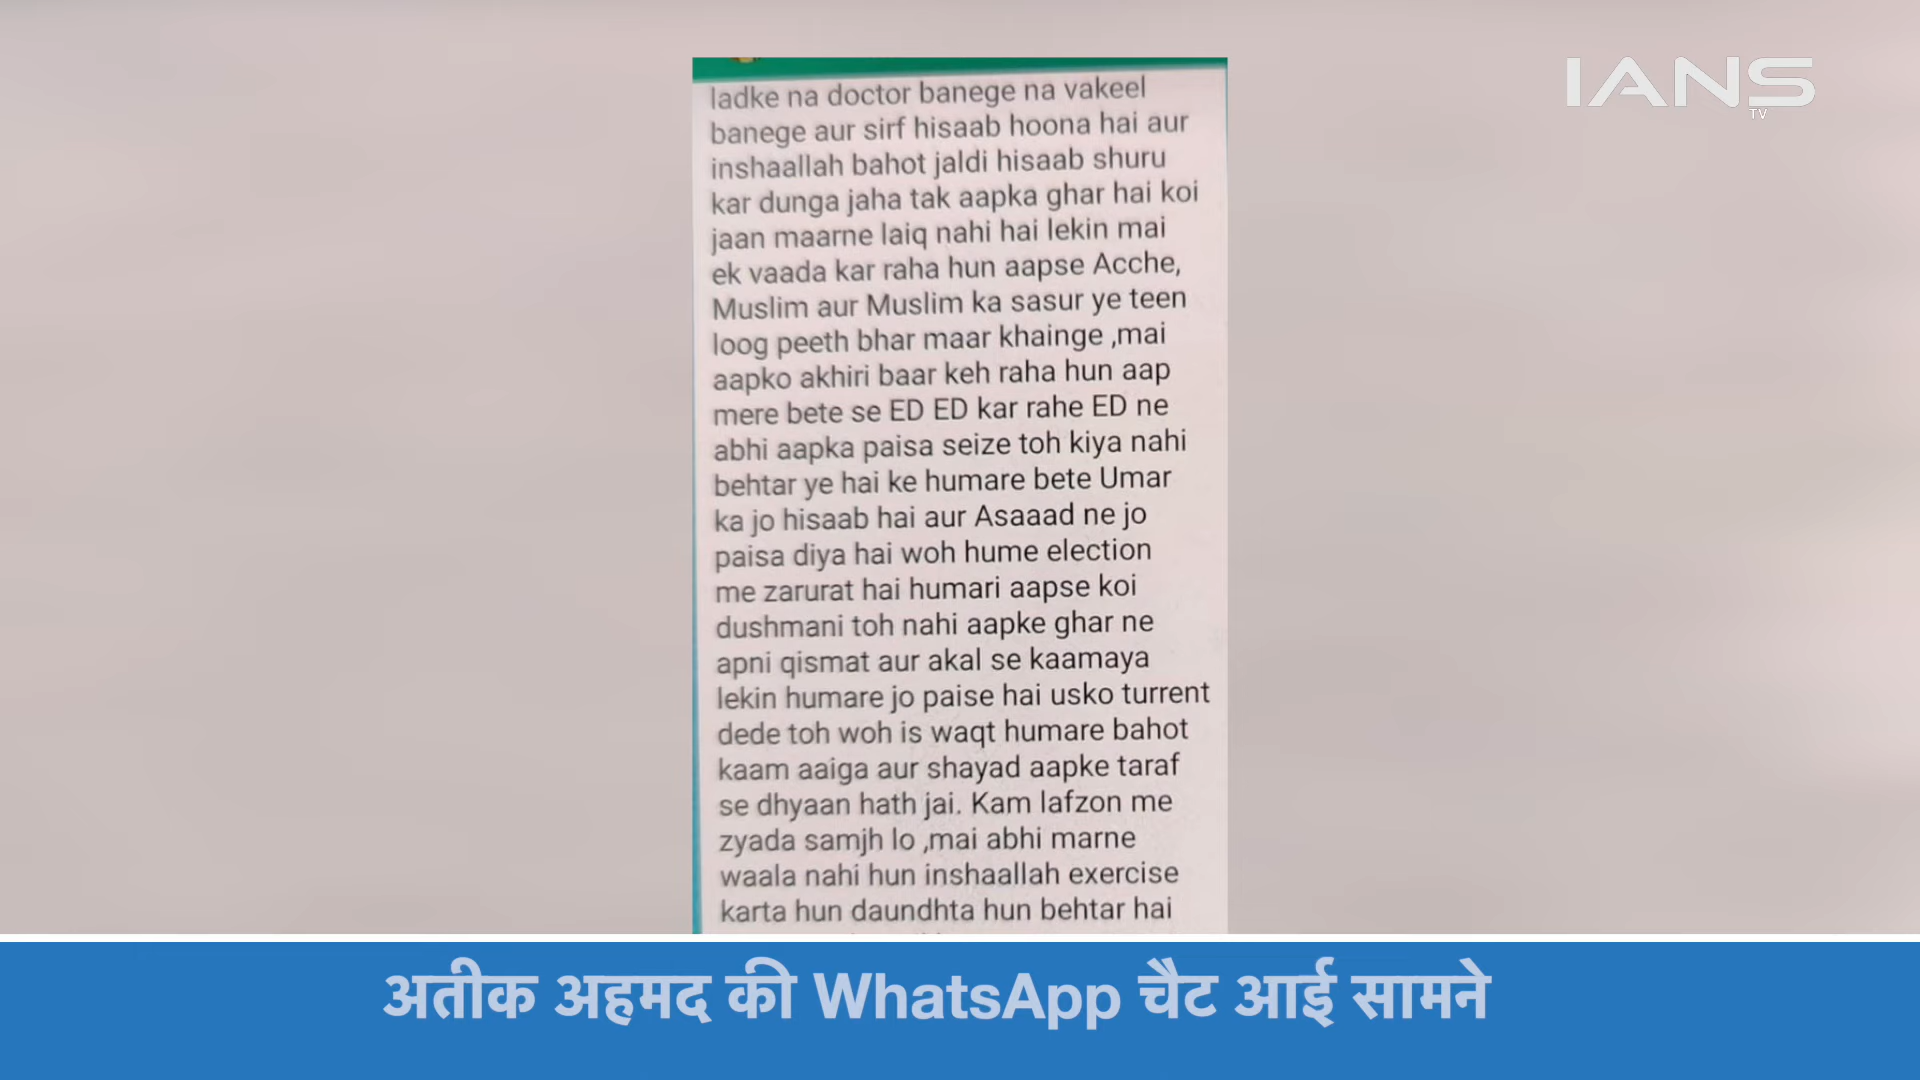 IANS
TV
ladke na doctor banege na vakeel
banege aur sirf hisaab hoona hai aur
inshaallah bahot jaldi hisaab shuru
kar dunga jaha tak aapka ghar hai koi
jaan maarne laiq nahi hai lekin mai
ek vaada kar raha hun aapse Acche,
Muslim aur Muslim ka sasur ye teen
loog peeth bhar maar khainge ,mai
aapko akhiri baar keh raha hun aap
mere bete se ED ED kar rahe ED ne
abhi aapka paisa seize toh kiya nahi
behtar ye hai ke humare bete Umar
ka jo hisaab hai aur Asaaad ne jo
paisa diya hai woh hume election
me zarurat hai humari aapse koi
dushmani toh nahi aapke ghar ne
apni qismat aur akal se kaamaya
lekin humare jo paise hai usko turrent
dede toh woh is waqt humare bahot
kaam aaiga aur shayad aapke taraf
se dhyaan hath jai. Kam lafzon me
zyada samjh lo ,mai abhi marne
waala nahi hun inshaallah exercise
karta hun daundhta hun behtar hai
अतीक अहमद की WhatsApp चैट आई सामने